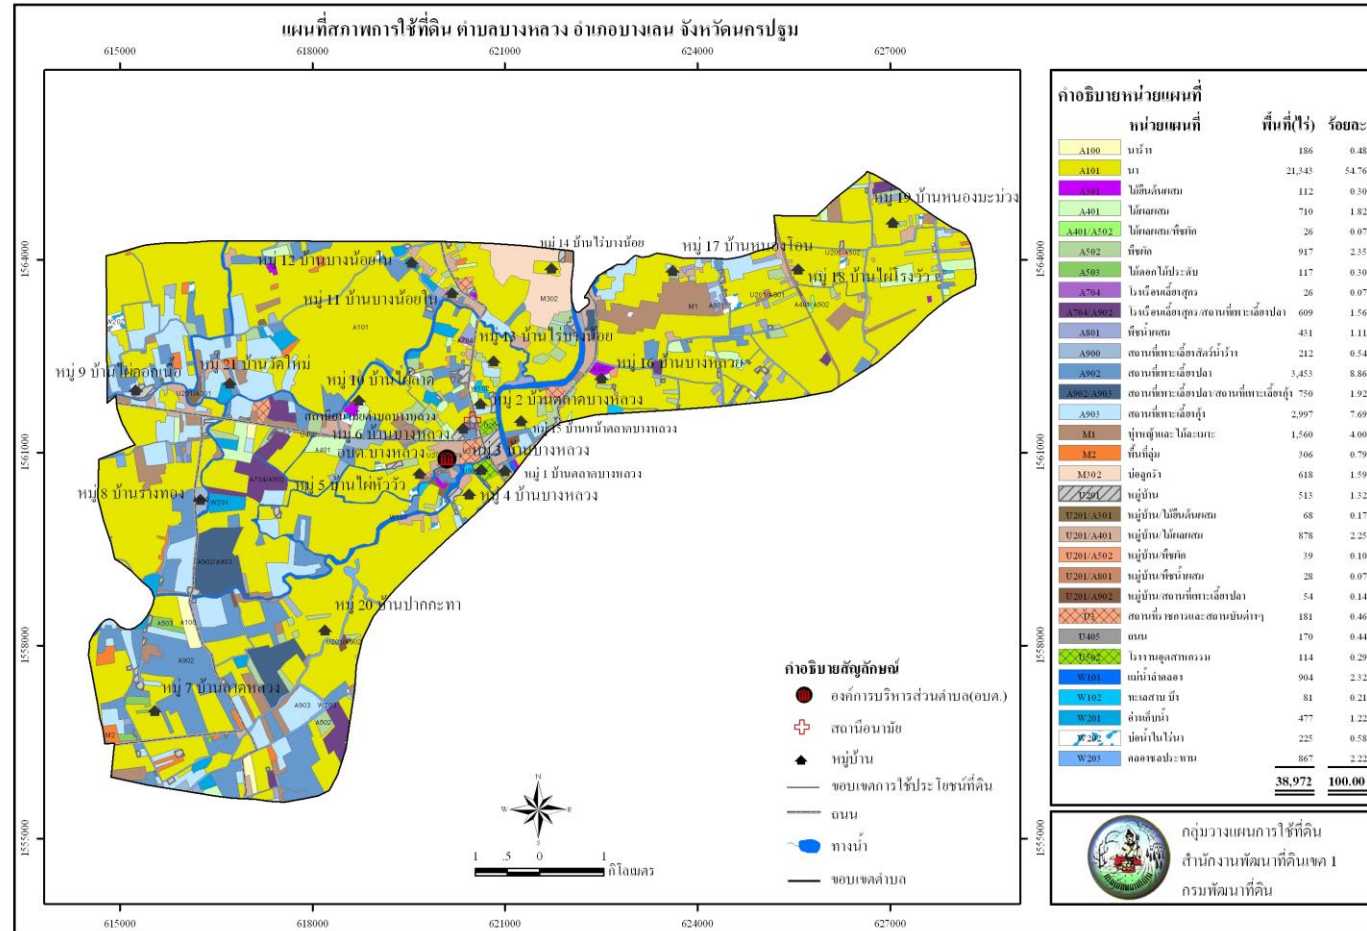 แผนที่สภาพการใช้ที่ดิน ตำบลบางหลวง อำเภอบางเลน จังหวัดนครปฐม
615000 618000 621000 624000 627000
คำอธิบายหน่วยแผนที่
หน่วยแผนที่ พื้นที่(ไร่) ร้อยละ
A100 นาร้าง 186 0.48
A101 นา 21,343 54.76
A301 ไม้ยืนต้นผสม 112 0.30
A401 ไม้ผลผสม 710 1.82
A401/A502 ไม้ผลผสม/พืชผัก 26 0.07
A502 พืชผัก 917 2.35
A503 ไม้ดอกไม้ประดับ 117 0.30
A704 โรงเรือนเลี้ยงสุกร 26 0.07
A704/A902 โรงเรือนเลี้ยงสุกร/สถานที่เพาะเลี้ยงปลา 609 1.56
A801 พืชน้ำผสม 431 1.11
A900 สถานที่เพาะเลี้ยงสัตว์น้ำร้าง 212 0.54
A902 สถานที่เพาะเลี้ยงปลา 3,453 8.86
A902/A903 สถานที่เพาะเลี้ยงปลา/สถานที่เพาะเลี้ยงกุ้ง 750 1.92
A903 สถานที่เพาะเลี้ยงกุ้ง 2,997 7.69
M1 ทุ่งหญ้าและไม้ละเมาะ 1,560 4.00
M2 พื้นที่ลุ่ม 306 0.79
M302 บ่อลูกรัง 618 1.59
U201 หมู่บ้าน 513 1.32
U201/A301 หมู่บ้าน/ไม้ยืนต้นผสม 68 0.17
U201/A401 หมู่บ้าน/ไม้ผลผสม 878 2.25
U201/A502 หมู่บ้าน/พืชผัก 39 0.10
U201/A801 หมู่บ้าน/พืชน้ำผสม 28 0.07
U201/A902 หมู่บ้าน/สถานที่เพาะเลี้ยงปลา 54 0.14
U3 สถานที่ราชการและสถาบันต่างๆ 181 0.46
U405 ถนน 170 0.44
U502 โรงงานอุตสาหกรรม 114 0.29
W101 แม่น้ำลำคลอง 904 2.32
W102 ทะเลสาบ บึง 81 0.21
W201 อ่างเก็บน้ำ 477 1.22
W202 บ่อน้ำในไร่นา 225 0.58
W203 คลองชลประทาน 867 2.22
38,972 100.00
หมู่ 19 บ้านหนองมะม่วง
หมู่ 14 บ้านไร่บางน้อย
หมู่ 17 บ้านหนองโอน
หมู่ 12 บ้านบางน้อยใน
หมู่ 18 บ้านไผ่โรงวัว
หมู่ 11 บ้านบางน้อยใน
หมู่ 13 บ้านไร่บางน้อย
หมู่ 16 บ้านบางหลวง
หมู่ 9 บ้านไผ่คอกเนื้อ
หมู่ 21 บ้านวัดใหม่
หมู่ 10 บ้านไผ่ลาด
หมู่ 2 บ้านตลาดบางหลวง
สถานีอนามัยตำบลบางหลวง
หมู่ 15 บ้านหน้าตลาดบางหลวง
หมู่ 6 บ้านบางหลวง
หมู่ 3 บ้านบางหลวง
อบต.บางหลวง
หมู่ 1 บ้านตลาดบางหลวง
หมู่ 5 บ้านไผ่หัววัว
หมู่ 4 บ้านบางหลวง
หมู่ 8 บ้านรางทอง
หมู่ 20 บ้านปากกะทา
หมู่ 7 บ้านลาดหลวง
A101
M302
M1
A202
A401
A704/A902
W201
A902/A903
A503
A100
A902
A903
A502
M2
1564000
1561000
1558000
1555000
1564000
1561000
1558000
1555000
คำอธิบายสัญลักษณ์
องค์การบริหารส่วนตำบล(อบต.)
สถานีอนามัย
หมู่บ้าน
ขอบเขตการใช้ประโยชน์ที่ดิน
ถนน
ทางน้ำ
ขอบเขตตำบล
N
W E
S
1 .5 0 1
กิโลเมตร
กลุ่มวางแผนการใช้ที่ดิน
สำนักงานพัฒนาที่ดินเขต 1
กรมพัฒนาที่ดิน
615000 618000 621000 624000 627000